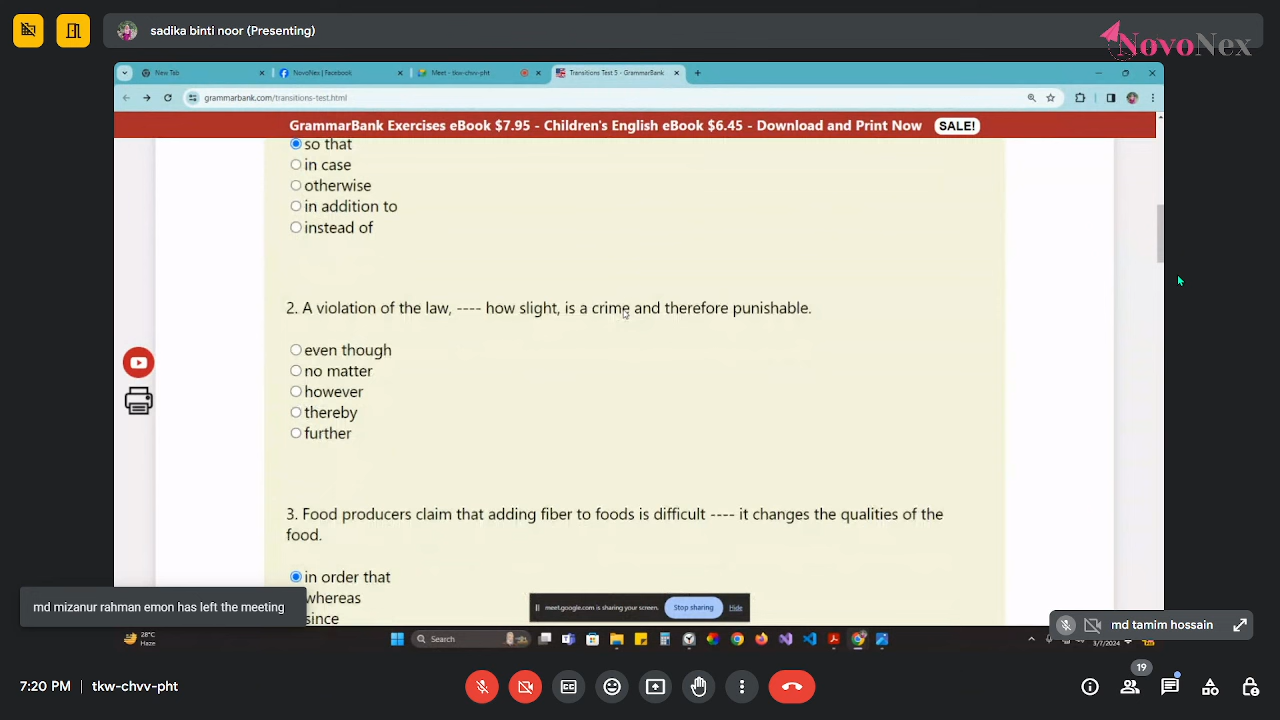 sadika binti noor (Presenting)
NovoNex
New Tab
NovoNex | Facebook
Meet - tkw-chvv-pht
Transitions Test 5 - GrammarBank
grammarbank.com/transitions-test.html
GrammarBank Exercises eBook $7.95 - Children's English eBook $6.45 - Download and Print Now SALE!
so that
in case
otherwise
in addition to
instead of
2. A violation of the law, ---- how slight, is a crime and therefore punishable.
even though
no matter
however
thereby
further
3. Food producers claim that adding fiber to foods is difficult ---- it changes the qualities of the
food.
in order that
whereas
since
md mizanur rahman emon has left the meeting
meet.google.com is sharing your screen. Stop sharing Hide
md tamim hossain
28°C
Haze
Search
3/7/2024
19
7:20 PM | tkw-chvv-pht